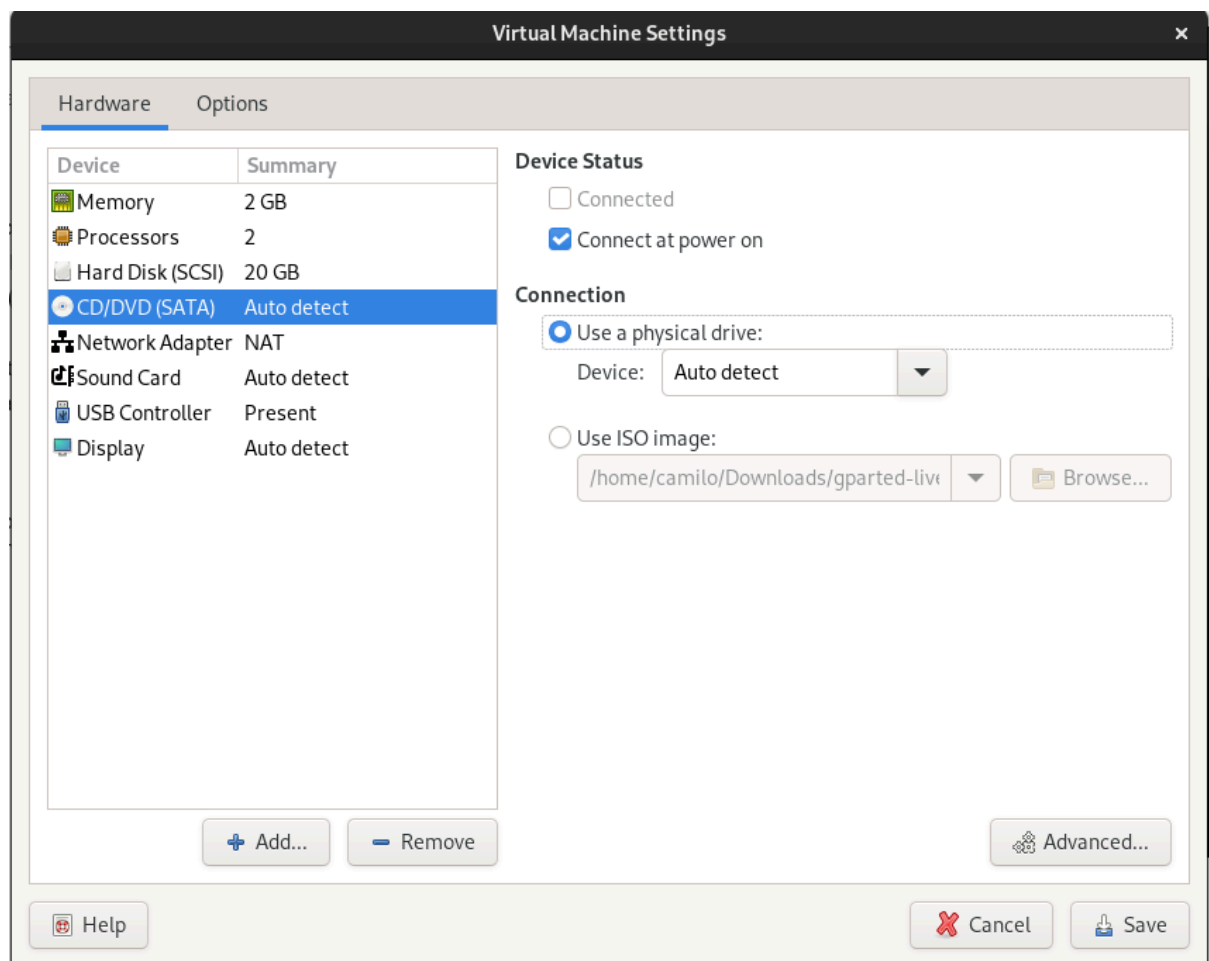 Virtual Machine Settings
Hardware Options
Device Summary
Memory 2 GB
Processors 2
Hard Disk (SCSI) 20 GB
CD/DVD (SATA) Auto detect
Network Adapter NAT
Sound Card Auto detect
USB Controller Present
Display Auto detect
Add... Remove
Device Status
Connected
Connect at power on
Connection
Use a physical drive:
Device: Auto detect
Use ISO image:
/home/camilo/Downloads/gparted-live Browse...
Advanced...
Help Cancel Save